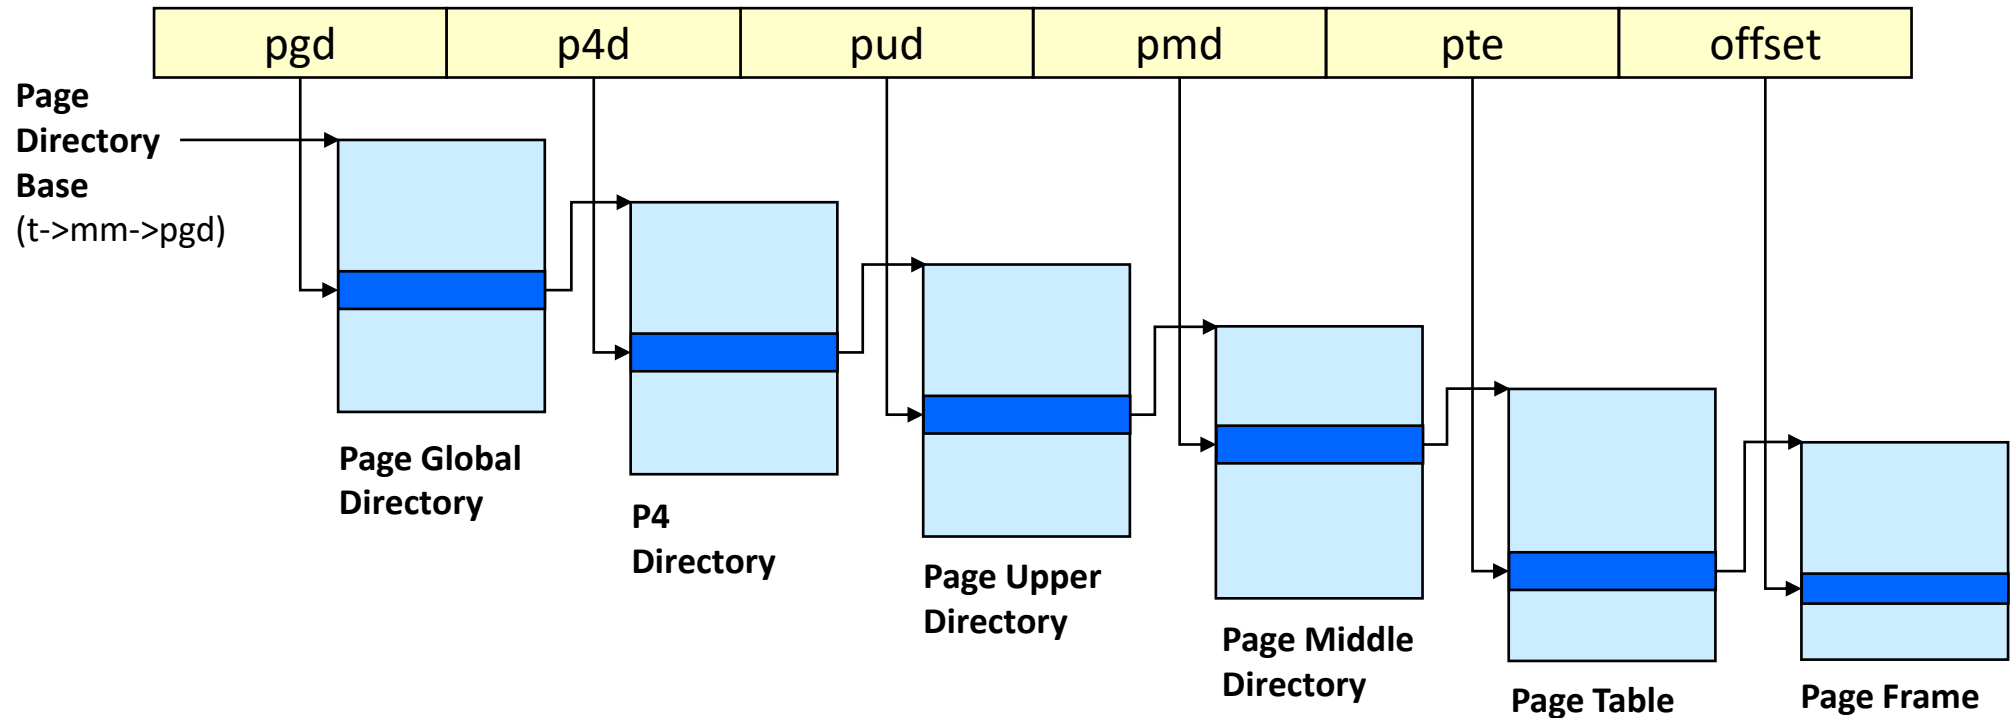 pgd p4d pud pmd pte offset
Page
Directory
Base
(t->mm->pgd)
Page Global
Directory
P4
Directory
Page Upper
Directory
Page Middle
Directory
Page Table
Page Frame